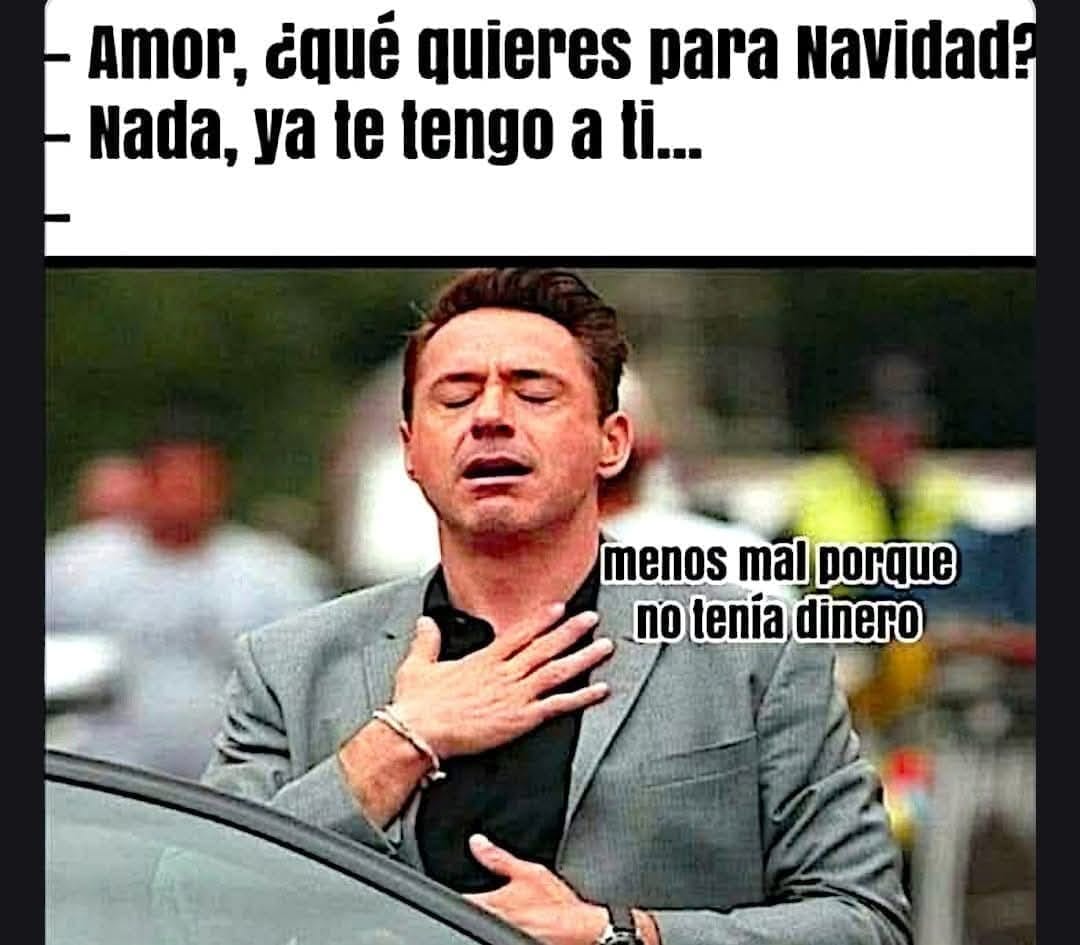 - Amor, ¿qué quieres para Navidad?
- Nada, ya te tengo a ti...
-
menos mal porque
no tenía dinero